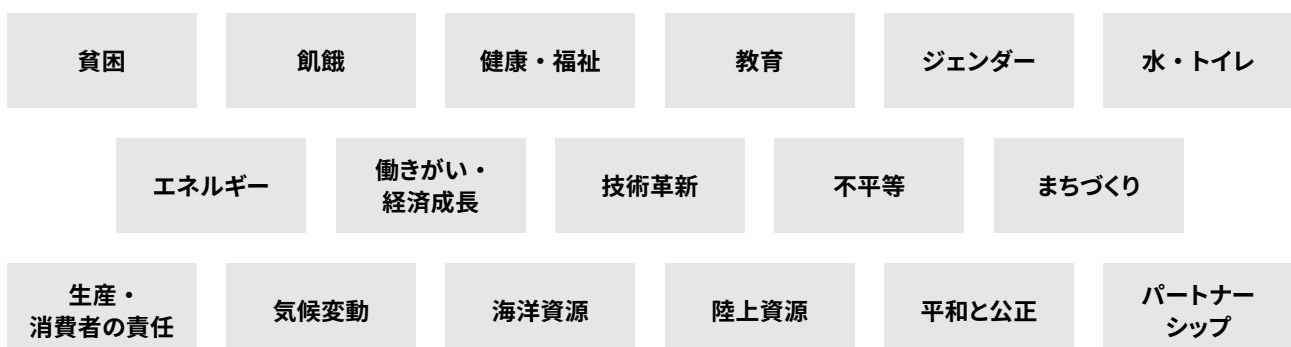 貧困
飢餓
健康・福祉
教育
ジェンダー
水・トイレ
エネルギー
働きがい・
経済成長
技術革新
不平等
まちづくり
生産・
消費者の責任
気候変動
海洋資源
陸上資源
平和と公正
パートナー
シップ